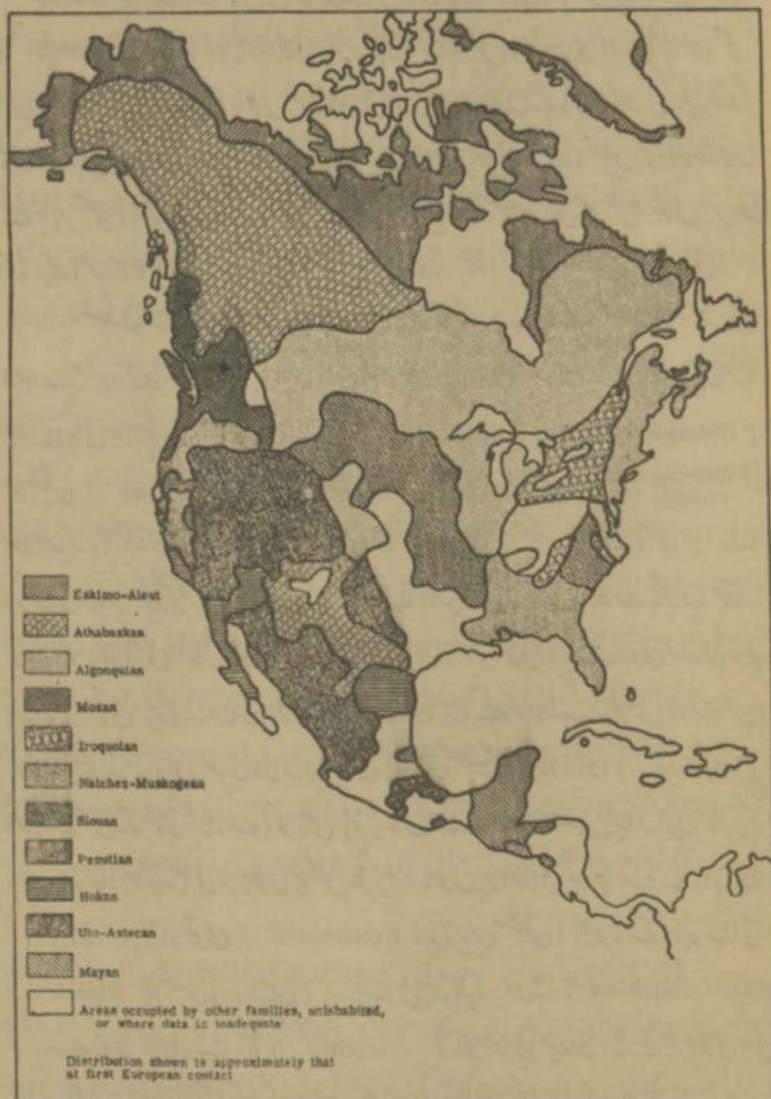 Eskimo-Aleut
Athabaskan
Algonquian
Mosan
Iroquoian
Natchez-Muskogean
Siouan
Penutian
Hokan
Uto-Aztecan
Mayan
Areas occupied by other families, uninhabited,
or where data is inadequate
Distribution shown is approximately that
at first European contact